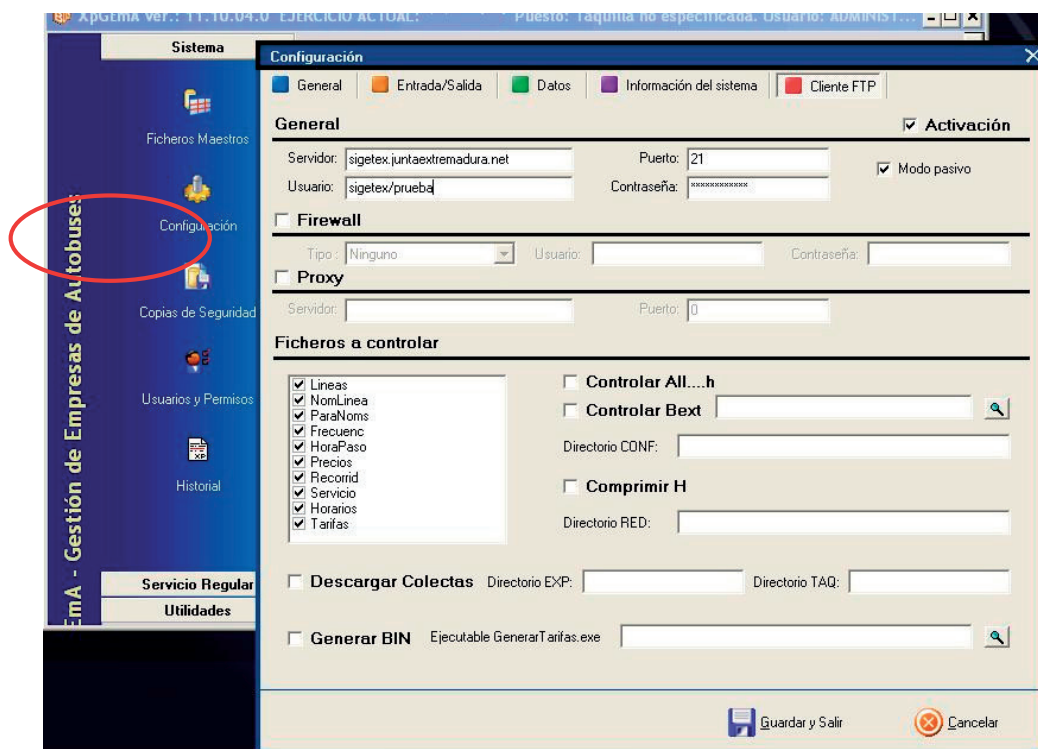 XpGEMA Ver.: 11.10.04.0 EJERCICIO ACTUAL: Puesto: Taquilla no especificada. Usuario: ADMINIST...
Sistema
Ficheros Maestros
Configuración
Copias de Seguridad
Usuarios y Permisos
Historial
Servicio Regular
Utilidades
EmA - Gestión de Empresas de Autobuses
Configuración
General Entrada/Salida Datos Información del sistema Cliente FTP
General Activación
Servidor: sigetex.juntaextremadura.net Puerto: 21 Modo pasivo
Usuario: sigetex/prueba Contraseña: xxxxxxxxxxxx
Firewall
Tipo : Ninguno Usuario: Contraseña:
Proxy
Servidor: Puerto: 0
Ficheros a controlar
Lineas
NomLinea
ParaNoms
Frecuenc
HoraPaso
Precios
Recorrid
Servicio
Horarios
Tarifas
Controlar All....h
Controlar Bext
Directorio CONF:
Comprimir H
Directorio RED:
Descargar Colectas Directorio EXP: Directorio TAQ:
Generar BIN Ejecutable GenerarTarifas.exe
Guardar y Salir Cancelar